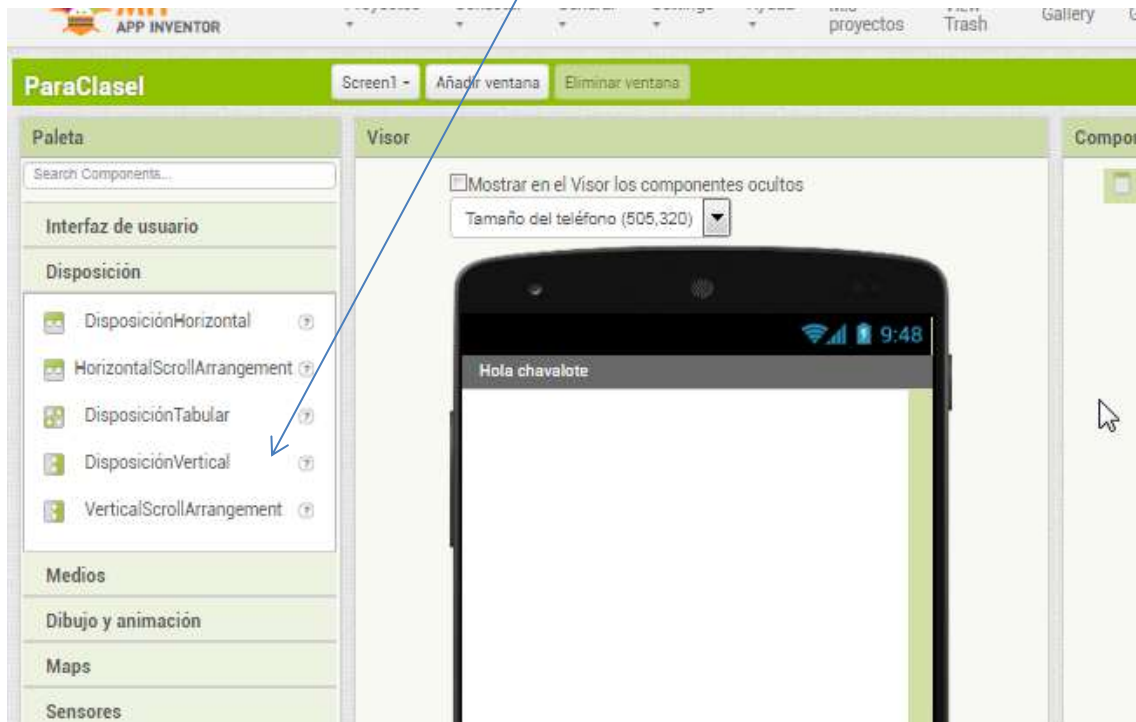 APP INVENTOR
proyectos
Trash
Gallery
ParaClaseI
Screen1
Añadir ventana
Eliminar ventana
Paleta
Visor
Search Components...
Mostrar en el Visor los componentes ocultos
Tamaño del teléfono (505,320)
Interfaz de usuario
Disposición
DisposiciónHorizontal
HorizontalScrollArrangement
DisposiciónTabular
DisposiciónVertical
VerticalScrollArrangement
9:48
Hola chavalote
Medios
Dibujo y animación
Maps
Sensores